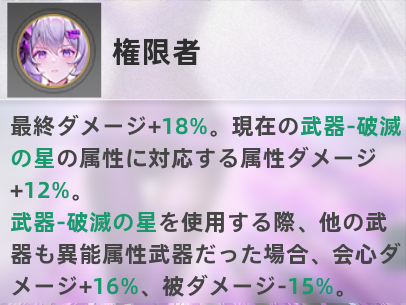 権限者
最終ダメージ+18%。現在の武器-破滅
の星の属性に対応する属性ダメージ
+12%。
武器-破滅の星を使用する際、他の武
器も異能属性武器だった場合、会心ダ
メージ+16%、被ダメージ-15%。